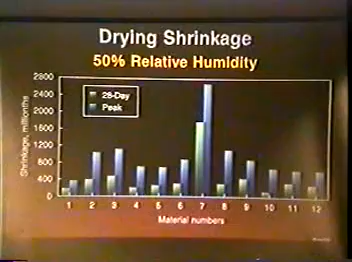 Drying Shrinkage
50% Relative Humidity
Shrinkage, millionths
2800
2400
2000
1600
1200
800
400
0
28-Day
Peak
1 2 3 4 5 6 7 8 9 10 11 12
Material numbers